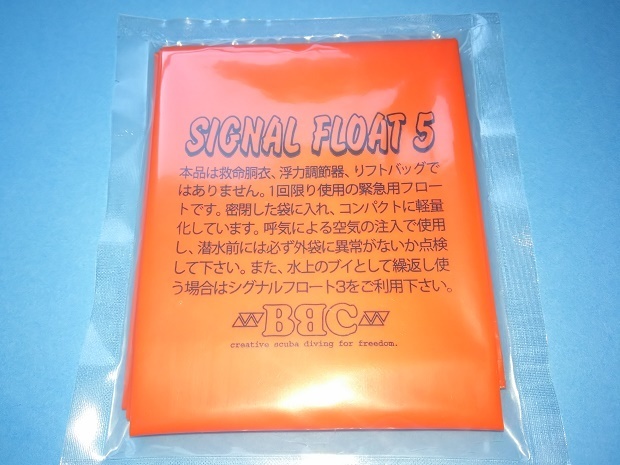 SIGNAL FLOAT 5
本品は救命胴衣、浮力調節器、リフトバッグで
はありません。1回限り使用の緊急用フロー
トです。密閉した袋に入れ、コンパクトに軽量
化しています。呼気による空気の注入で使用
し、潜水前には必ず外袋に異常がないか点検
して下さい。また、水上のブイとして繰返し使
う場合はシグナルフロート3をご利用下さい。
BBC
creative scuba diving for freedom.